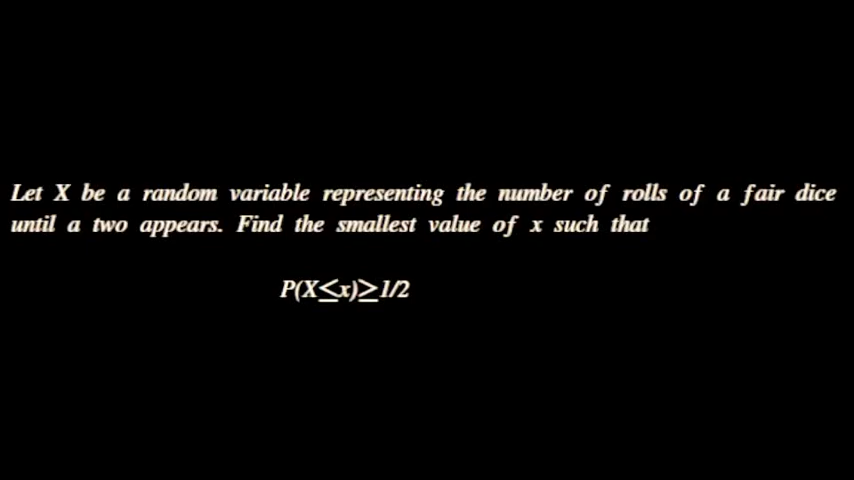 Let X be a random variable representing the number of rolls of a fair dice
until a two appears. Find the smallest value of x such that
P(X≤x)≥1/2